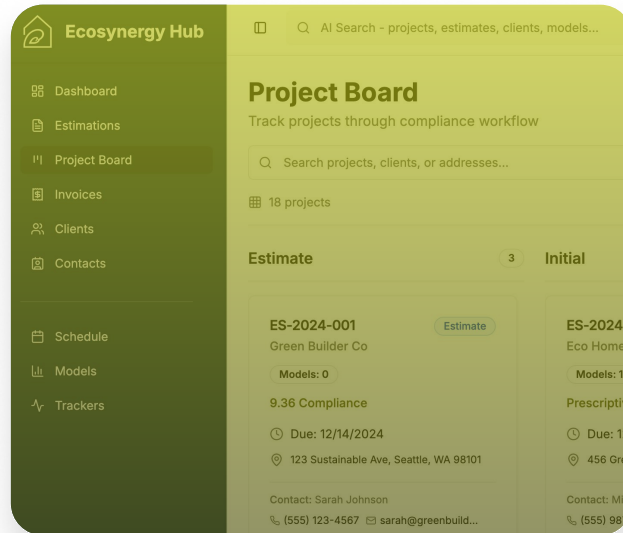 Ecosynergy Hub
AI Search - projects, estimates, clients, models...
Dashboard
Estimations
Project Board
Invoices
Clients
Contacts
Schedule
Models
Trackers
Project Board
Track projects through compliance workflow
Search projects, clients, or addresses...
18 projects
Estimate 3
ES-2024-001 Estimate
Green Builder Co
Models: 0
9.36 Compliance
Due: 12/14/2024
123 Sustainable Ave, Seattle, WA 98101
Contact: Sarah Johnson
(555) 123-4567 sarah@greenbuild...
Initial
ES-2024
Eco Home
Models: 1
Prescripti
Due: 1
456 Gre
Contact: Mi
(555) 98